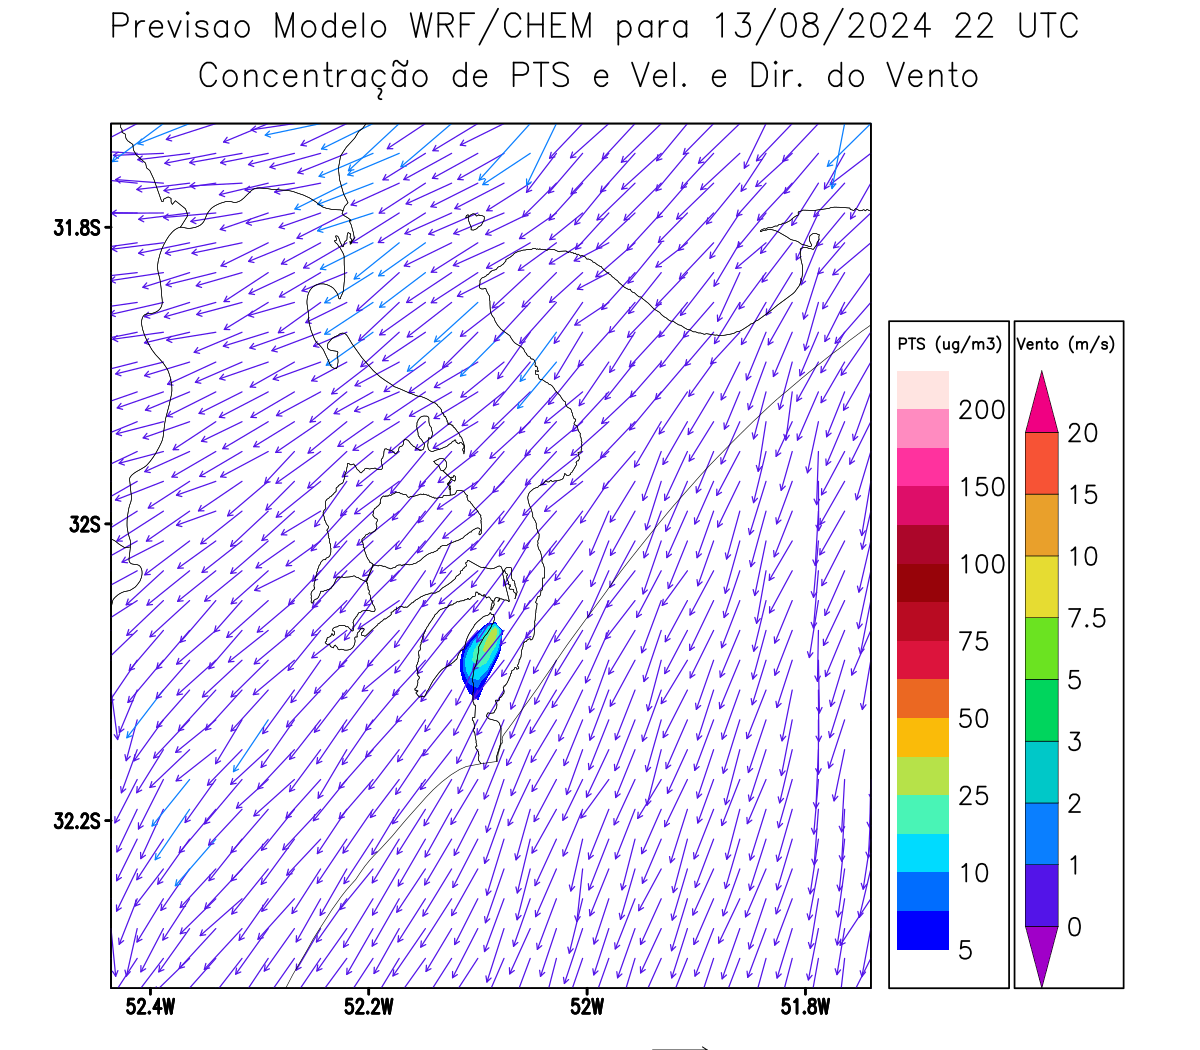 Previsao Modelo WRF/CHEM para 13/08/2024 22 UTC
Concentração de PTS e Vel. e Dir. do Vento
31.8S
32S
32.2S
52.4W 52.2W 52W 51.8W
PTS (ug/m3)
200
150
100
75
50
25
10
5
Vento (m/s)
20
15
10
7.5
5
3
2
1
0